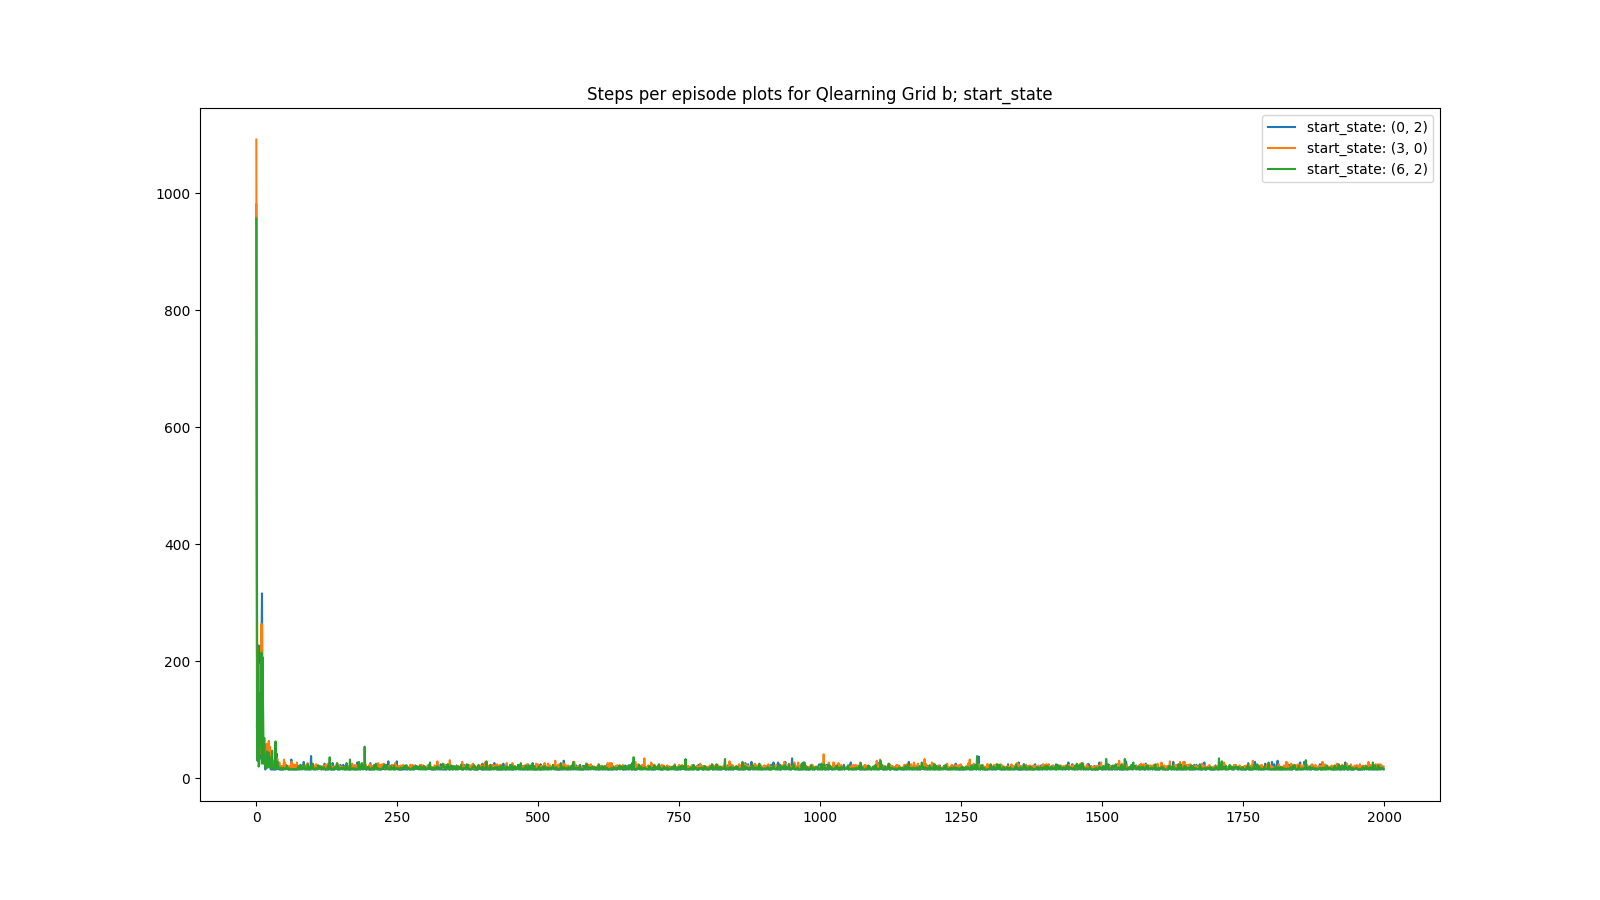 Steps per episode plots for Qlearning Grid b; start_state
start_state: (0, 2)
start_state: (3, 0)
start_state: (6, 2)
1000
800
600
400
200
0
0 250 500 750 1000 1250 1500 1750 2000